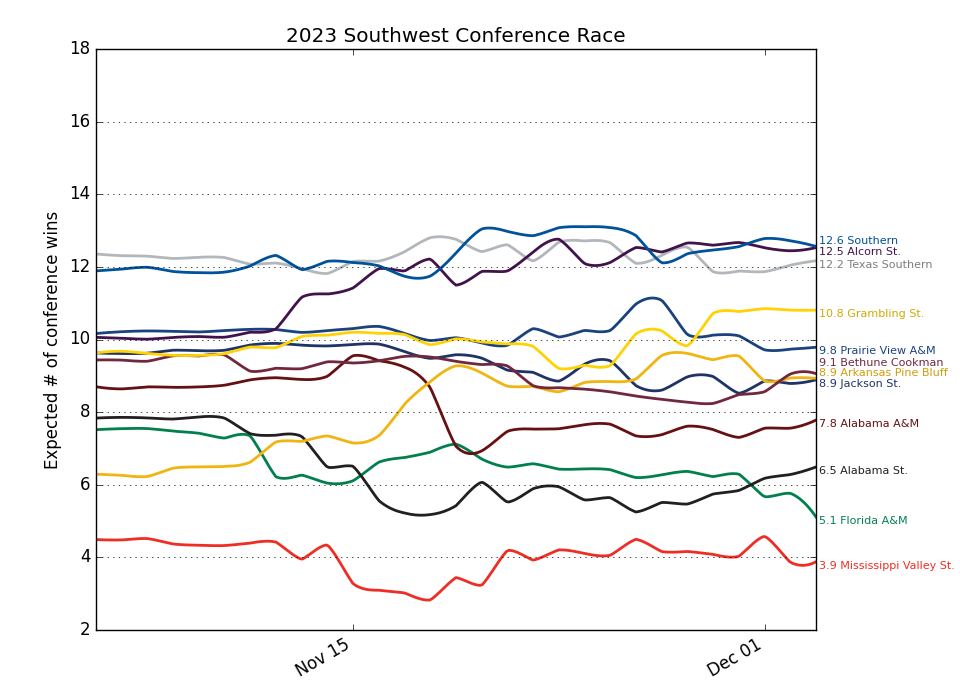 2023 Southwest Conference Race
Expected # of conference wins
18
16
14
12
10
8
6
4
2
Nov 15
Dec 01
12.6 Southern
12.5 Alcorn St.
12.2 Texas Southern
10.8 Grambling St.
9.8 Prairie View A&M
9.1 Bethune Cookman
8.9 Arkansas Pine Bluff
8.9 Jackson St.
7.8 Alabama A&M
6.5 Alabama St.
5.1 Florida A&M
3.9 Mississippi Valley St.